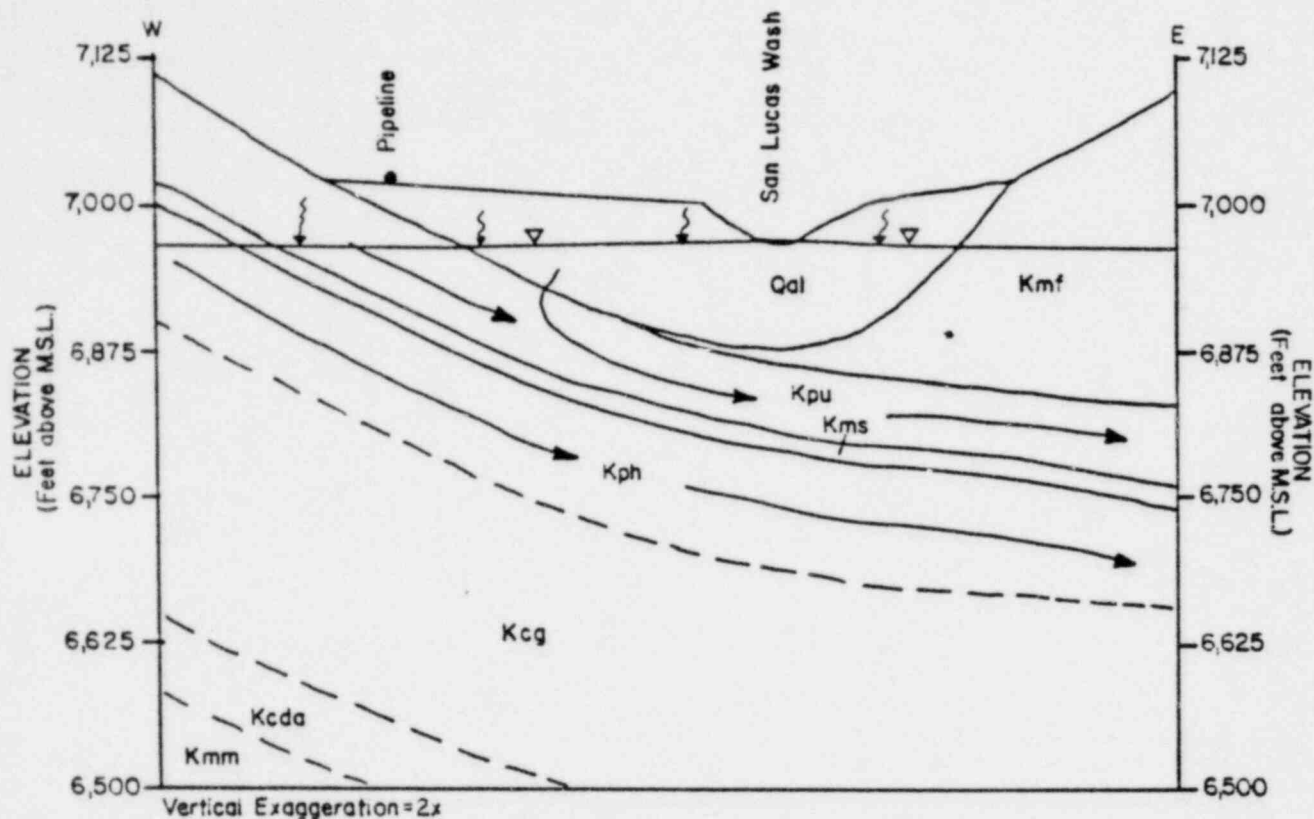 W
E
7,125
7,125
Pipeline
San Lucas Wash
7,000
7,000
Qal
Kmf
6,875
6,875
ELEVATION
(Feet above M.S.L.)
ELEVATION
(Feet above M.S.L.)
Kpu
Kms
Kph
6,750
6,750
Kcg
6,625
6,625
Kcda
Kmm
6,500
6,500
Vertical Exaggeration=2x